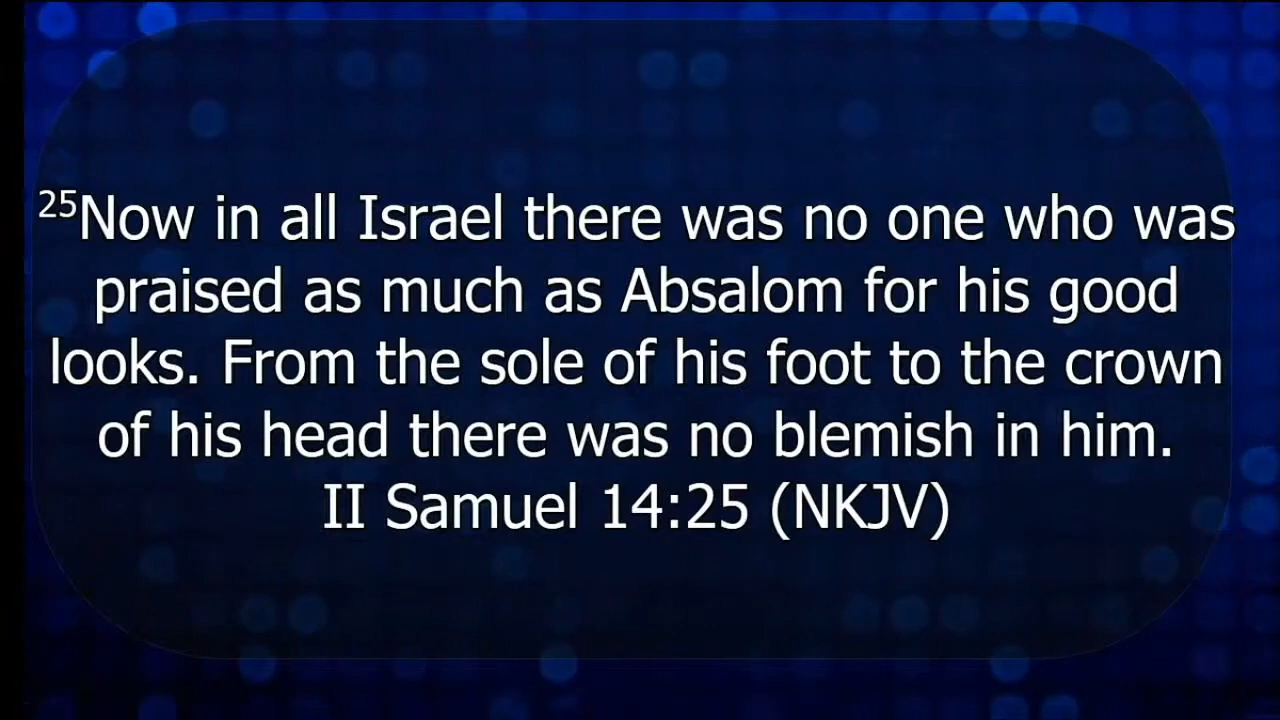 25Now in all Israel there was no one who was
praised as much as Absalom for his good
looks. From the sole of his foot to the crown
of his head there was no blemish in him.
II Samuel 14:25 (NKJV)